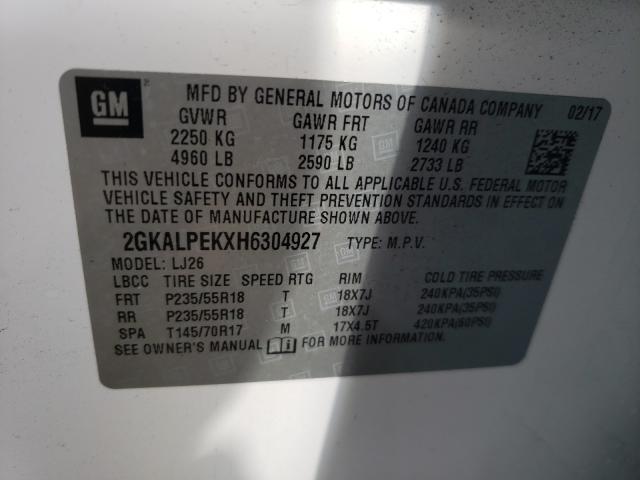 GM
MFD BY GENERAL MOTORS OF CANADA COMPANY 02/17
GVWR GAWR FRT GAWR RR
2250 KG 1175 KG 1240 KG
4960 LB 2590 LB 2733 LB
THIS VEHICLE CONFORMS TO ALL APPLICABLE U.S. FEDERAL MOTOR
VEHICLE SAFETY AND THEFT PREVENTION STANDARDS IN EFFECT ON
THE DATE OF MANUFACTURE SHOWN ABOVE.
2GKALPEKXH6304927 TYPE: M.P.V.
MODEL: LJ26
LBCC TIRE SIZE SPEED RTG RIM COLD TIRE PRESSURE
FRT P235/55R18 T 18X7J 240KPA(35PSI)
RR P235/55R18 T 18X7J 240KPA(35PSI)
SPA T145/70R17 M 17X4.5T 420KPA(60PSI)
SEE OWNER'S MANUAL FOR MORE INFORMATION.